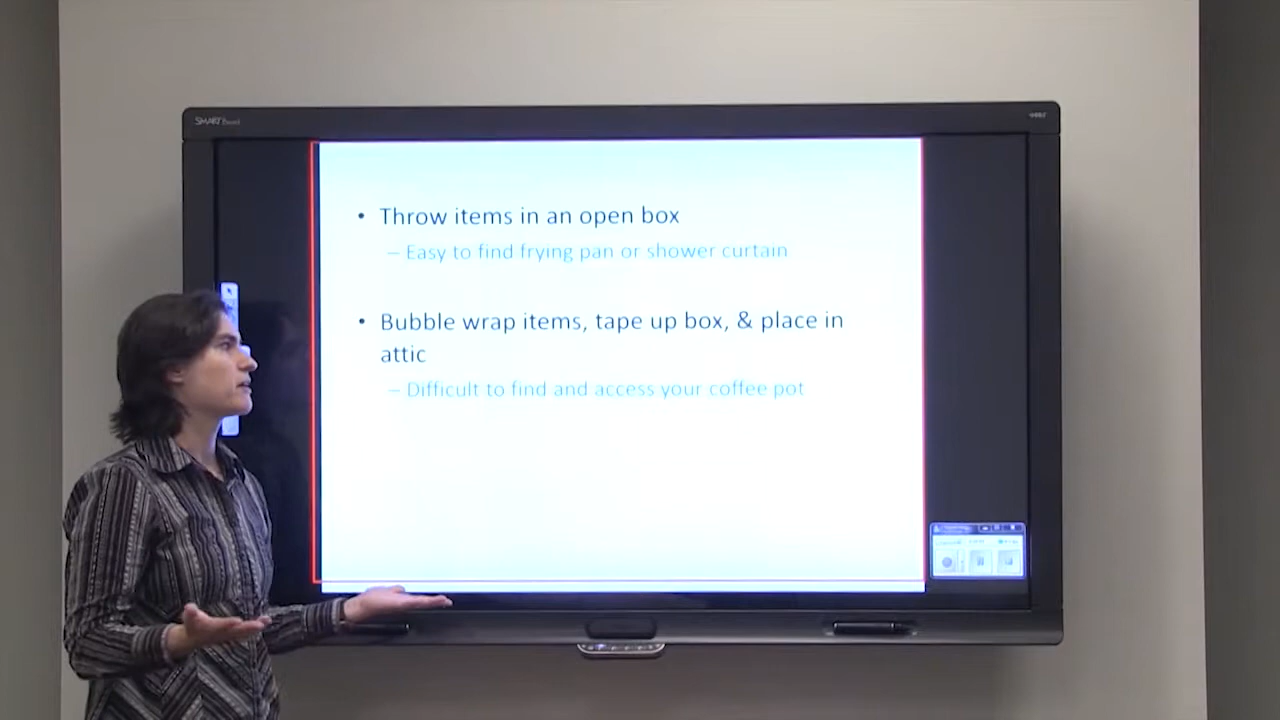 SMART Board
• Throw items in an open box
– Easy to find frying pan or shower curtain
• Bubble wrap items, tape up box, & place in
attic
– Difficult to find and access your coffee pot